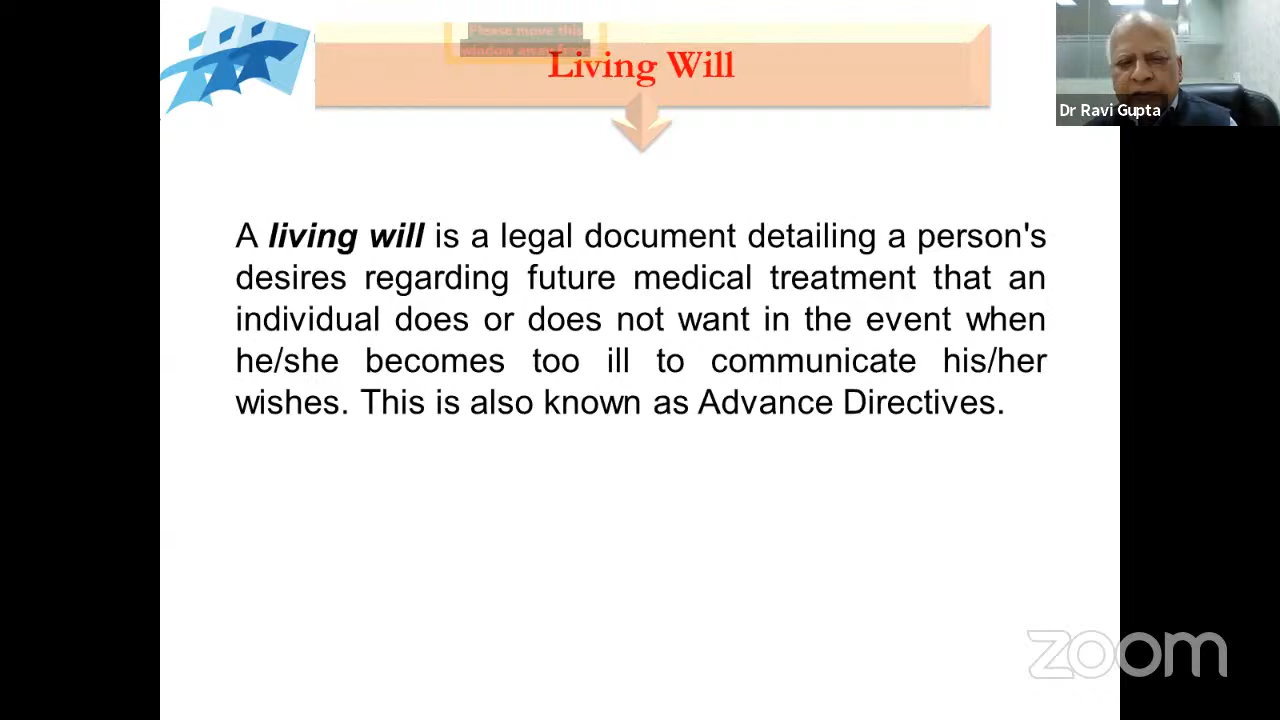 Please move this
window away from
Living Will
Dr Ravi Gupta
A living will is a legal document detailing a person's
desires regarding future medical treatment that an
individual does or does not want in the event when
he/she becomes too ill to communicate his/her
wishes. This is also known as Advance Directives.
zoom